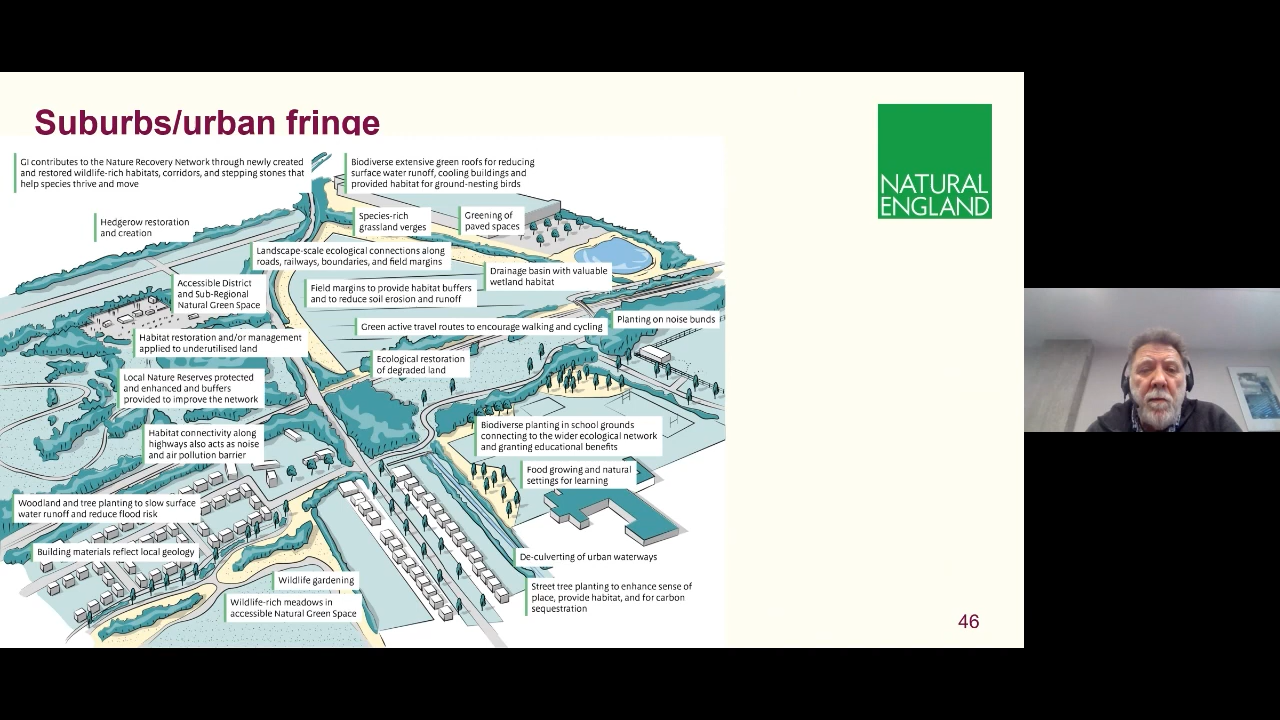 Suburbs/urban fringe
NATURAL
ENGLAND
GI contributes to the Nature Recovery Network through newly created
and restored wildlife-rich habitats, corridors, and stepping stones that
help species thrive and move
Biodiverse extensive green roofs for reducing
surface water runoff, cooling buildings and
provided habitat for ground-nesting birds
Hedgerow restoration
and creation
Species-rich
grassland verges
Greening of
paved spaces
Landscape-scale ecological connections along
roads, railways, boundaries, and field margins
Drainage basin with valuable
wetland habitat
Accessible District
and Sub-Regional
Natural Green Space
Field margins to provide habitat buffers
and to reduce soil erosion and runoff
Green active travel routes to encourage walking and cycling
Planting on noise bunds
Habitat restoration and/or management
applied to underutilised land
Ecological restoration
of degraded land
Local Nature Reserves protected
and enhanced and buffers
provided to improve the network
Habitat connectivity along
highways also acts as noise
and air pollution barrier
Biodiverse planting in school grounds
connecting to the wider ecological network
and granting educational benefits
Food growing and natural
settings for learning
Woodland and tree planting to slow surface
water runoff and reduce flood risk
Building materials reflect local geology
De-culverting of urban waterways
Wildlife gardening
Street tree planting to enhance sense of
place, provide habitat, and for carbon
sequestration
Wildlife-rich meadows in
accessible Natural Green Space
46